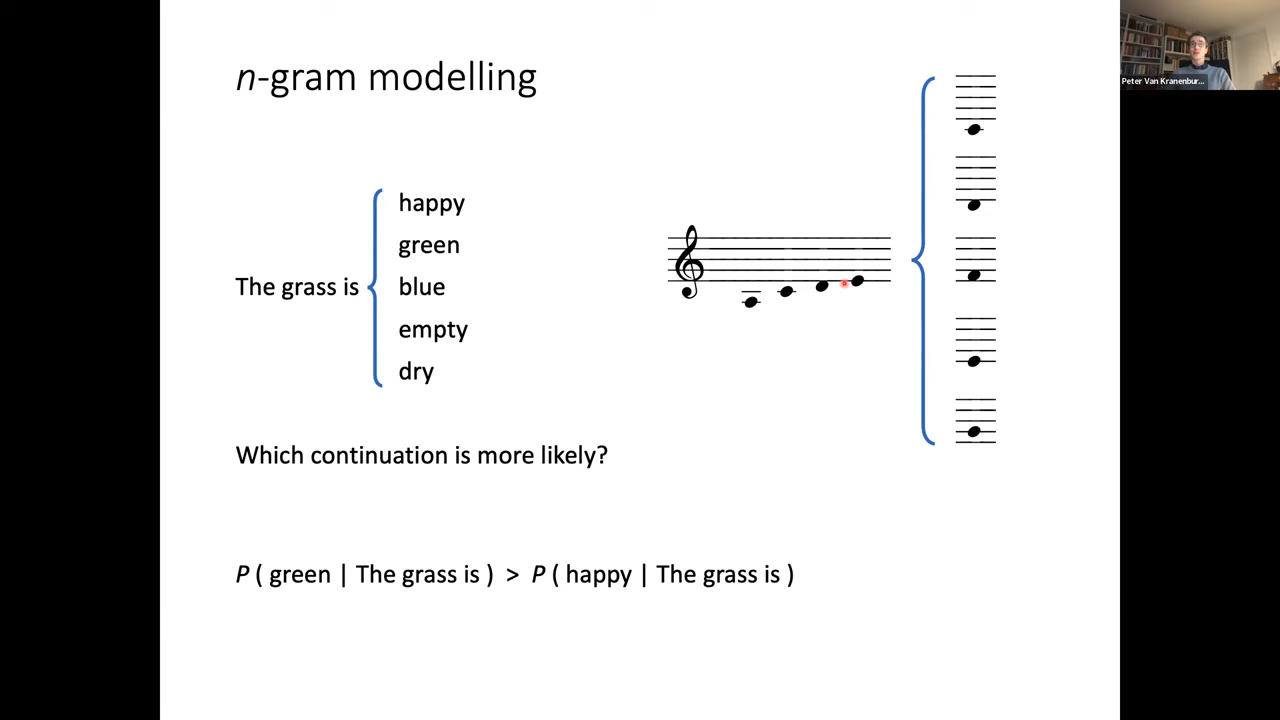 n-gram modelling
Peter Van Kranenbur...
The grass is
happy
green
blue
empty
dry
Which continuation is more likely?
P ( green | The grass is ) > P ( happy | The grass is )